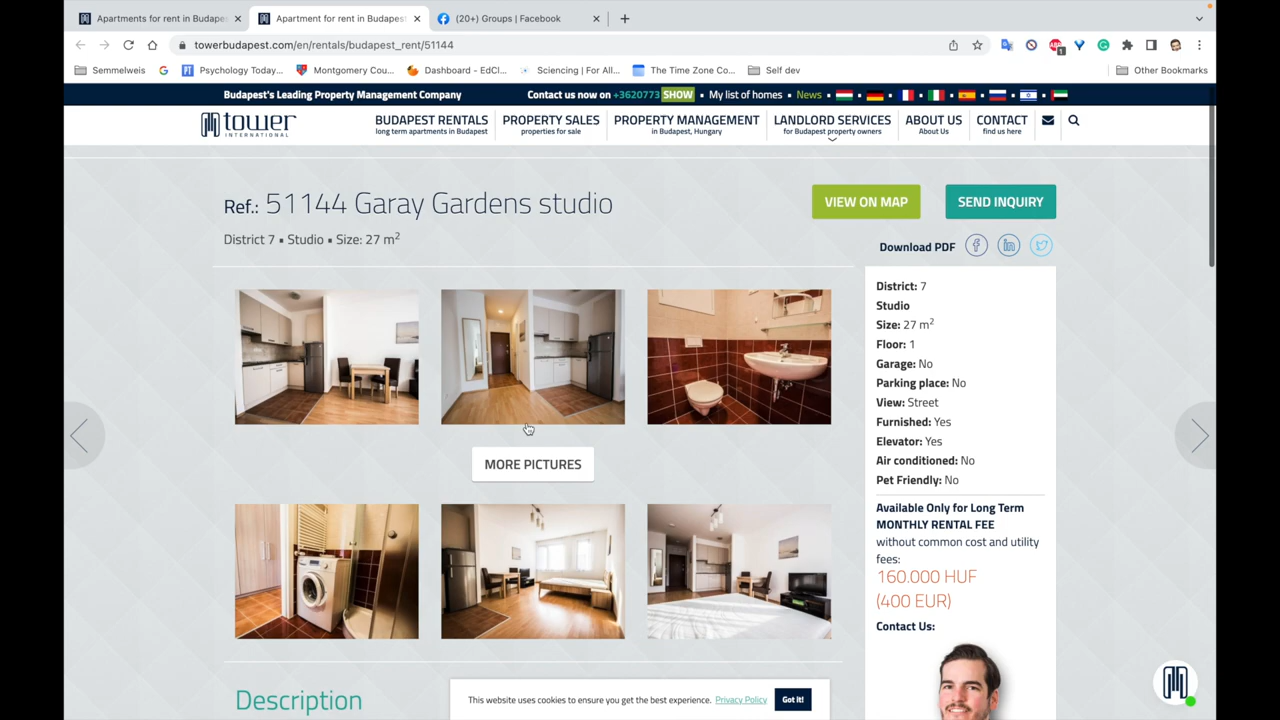 Apartments for rent in Budape
Apartment for rent in Budapest
(20+) Groups | Facebook
towerbudapest.com/en/rentals/budapest_rent/51144
Semmelweis
Psychology Today...
Montgomery Cou...
Dashboard - EdCl...
Sciencing | For All...
The Time Zone Co...
Self dev
Other Bookmarks
Budapest's Leading Property Management Company
Contact us now on +3620773 SHOW • My list of homes • News
tower
INTERNATIONAL
BUDAPEST RENTALS
long term apartments in Budapest
PROPERTY SALES
properties for sale
PROPERTY MANAGEMENT
in Budapest, Hungary
LANDLORD SERVICES
for Budapest property owners
ABOUT US
About Us
CONTACT
find us here
Ref.: 51144 Garay Gardens studio
VIEW ON MAP
SEND INQUIRY
District 7 • Studio • Size: 27 m²
Download PDF
MORE PICTURES
District: 7
Studio
Size: 27 m²
Floor: 1
Garage: No
Parking place: No
View: Street
Furnished: Yes
Elevator: Yes
Air conditioned: No
Pet Friendly: No
Available Only for Long Term
MONTHLY RENTAL FEE
without common cost and utility
fees:
160.000 HUF
(400 EUR)
Contact Us:
Description
This website uses cookies to ensure you get the best experience. Privacy Policy
Got it!